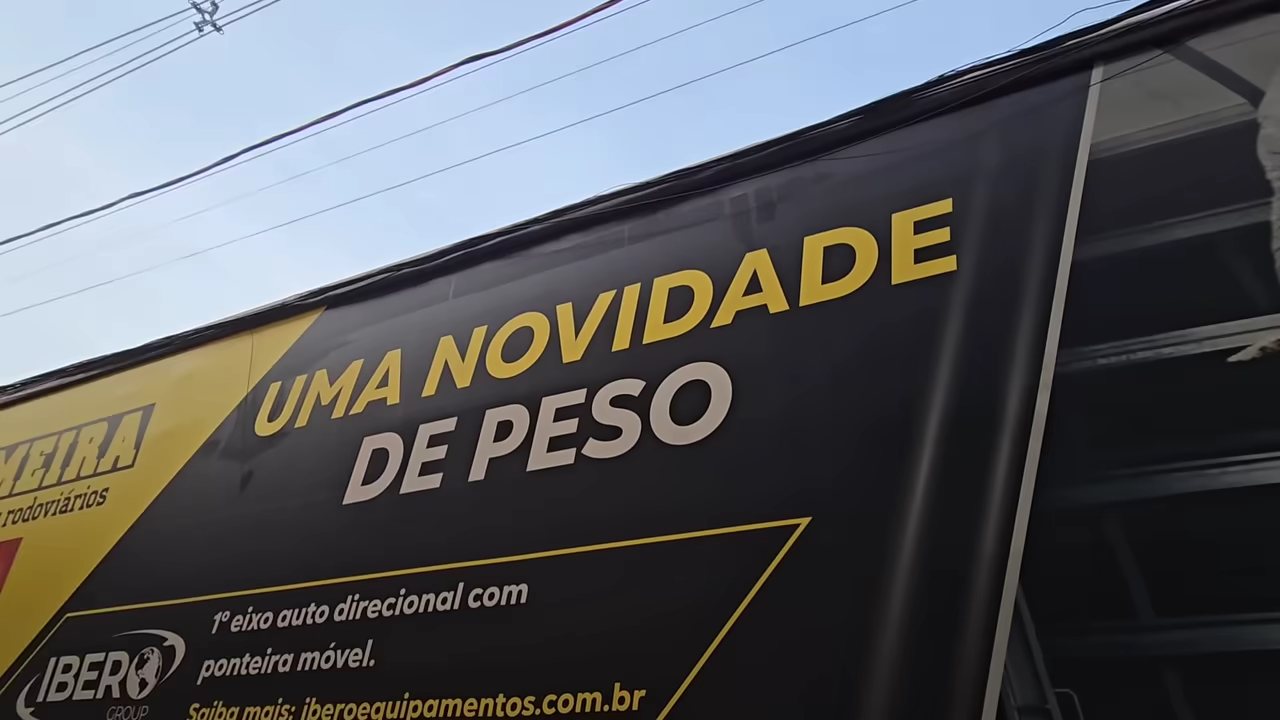 UMA NOVIDADE
DE PESO
MEIRA
rodoviários
1º eixo auto direcional com
ponteira móvel.
Saiba mais: iberoequipamentos.com.br
IBERO
GROUP